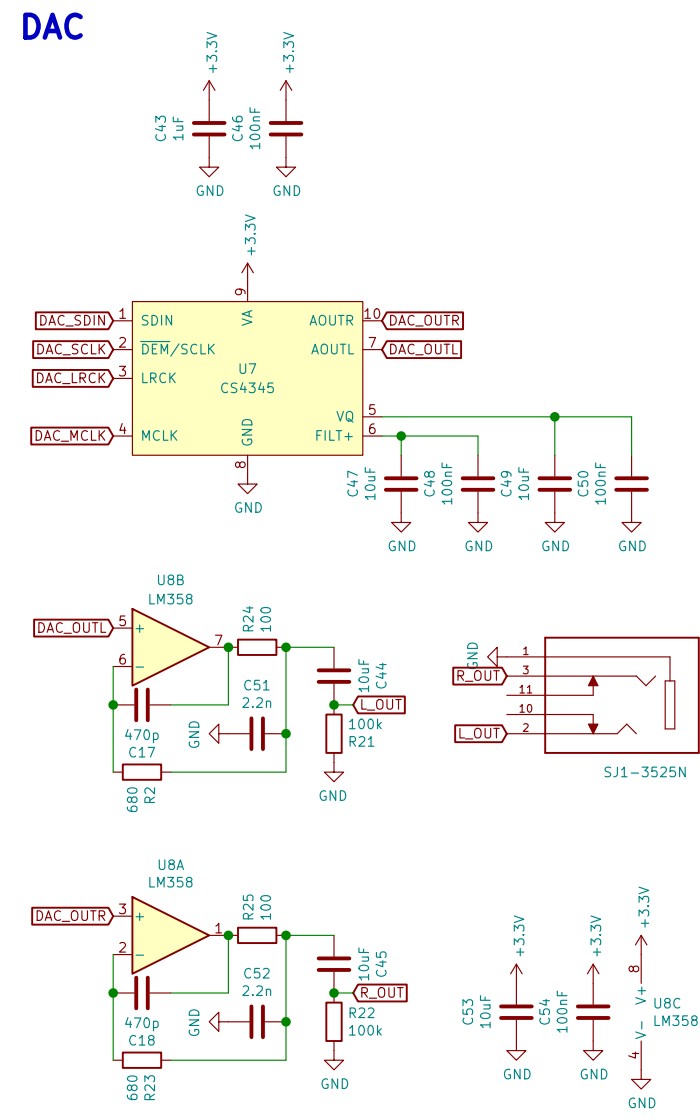 DAC
+3.3V
+3.3V
C43
1uF
C46
100nF
GND
GND
+3.3V
9
VA
DAC_SDIN
1
SDIN
AOUTR
10
DAC_OUTR
DAC_SCLK
2
DEM/SCLK
AOUTL
7
DAC_OUTL
DAC_LRCK
3
LRCK
U7
CS4345
VQ
5
DAC_MCLK
4
MCLK
GND
FILT+
6
8
GND
C47
10uF
C48
100nF
C49
10uF
C50
100nF
GND
GND
GND
GND
U8B
LM358
DAC_OUTL
5
+
6
−
7
R24
100
10uF
C44
C51
2.2n
GND
L_OUT
100k
R21
470p
C17
680
R2
GND
GND
1
R_OUT
3
11
10
L_OUT
2
SJ1-3525N
U8A
LM358
DAC_OUTR
3
+
2
−
1
R25
100
10uF
C45
C52
2.2n
GND
R_OUT
R22
100k
470p
C18
680
R23
GND
+3.3V
+3.3V
+3.3V
C53
10uF
C54
100nF
8
V+
U8C
LM358
V-
4
GND
GND
GND